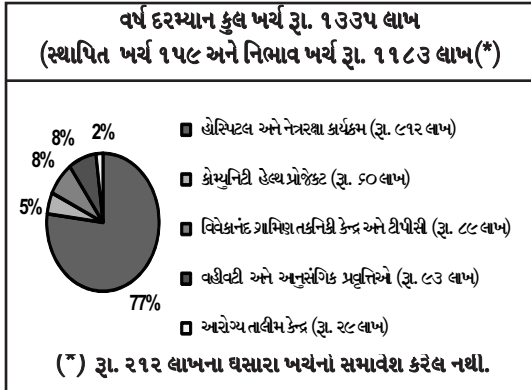 વર્ષ દરમ્યાન કુલ ખર્ચ રૂા. ૧૩૩૫ લાખ
(સ્થાપિત ખર્ચ ૧૫૯ અને નિભાવ ખર્ચ રૂા. ૧૧૮૩ લાખ(*)
8% 2%
8%
5%
77%
હોસ્પિટલ અને નેત્રરક્ષા કાર્યક્રમ (રૂા. ૯૧૨ લાખ)
કોમ્યુનિટી હેલ્થ પ્રોજેક્ટ (રૂા. ૬૦ લાખ)
વિવેકાનંદ ગ્રામિણ તકનિકી કેન્દ્ર અને ટીપીસી (રૂા. ૮૯ લાખ)
વહીવટી અને આનુસંગિક પ્રવૃત્તિઓ (રૂા. ૯૩ લાખ)
આરોગ્ય તાલીમ કેન્દ્ર (રૂા. ૨૯ લાખ)
(*) રૂા. ૨૧૨ લાખના ઘસારા ખર્ચનો સમાવેશ કરેલ નથી.